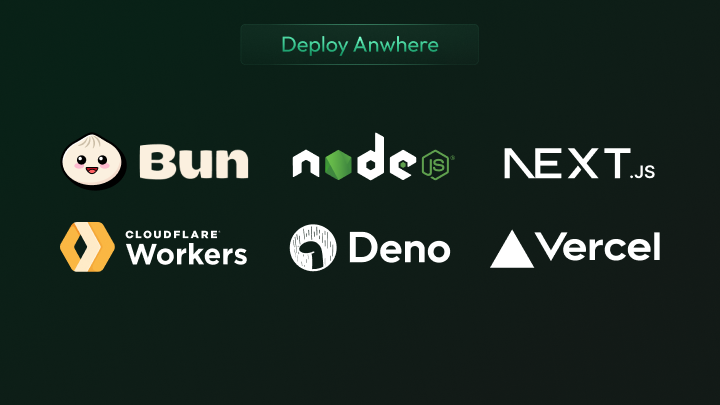 Deploy Anwhere
Bun
node
JS®
NEXT.JS
CLOUDFLARE®
Workers
Deno
Vercel